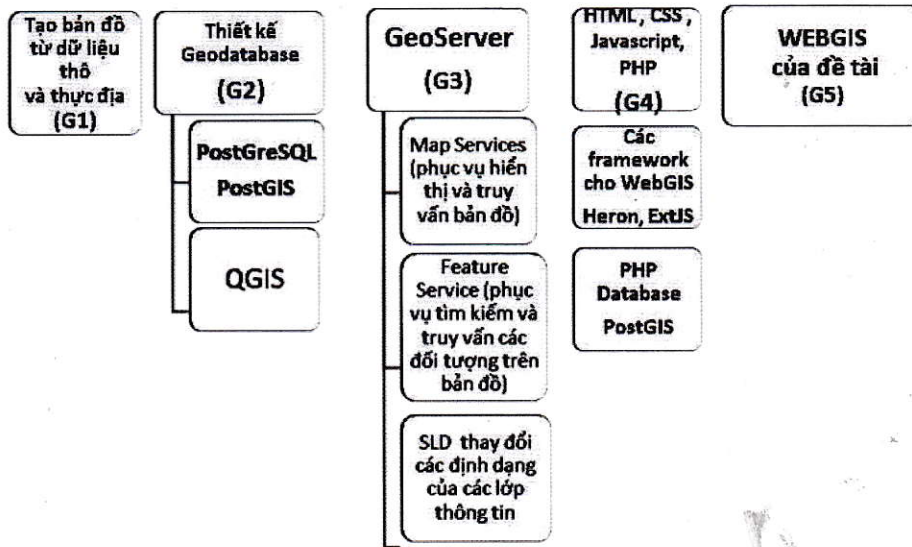 Tạo bản đồ
từ dữ liệu
thô
và thực địa
(G1)
Thiết kế
Geodatabase
(G2)
PostGreSQL
PostGIS
QGIS
GeoServer
(G3)
Map Services
(phục vụ hiển
thị và truy
vấn bản đồ)
Feature
Service (phục
vụ tìm kiếm và
truy vấn các
đối tượng trên
bản đồ)
SLD thay đổi
các định dạng
của các lớp
thông tin
HTML , CSS ,
Javascript,
PHP
(G4)
Các
framework
cho WebGIS
Heron, ExtJS
PHP
Database
PostGIS
WEBGIS
của đề tài
(G5)